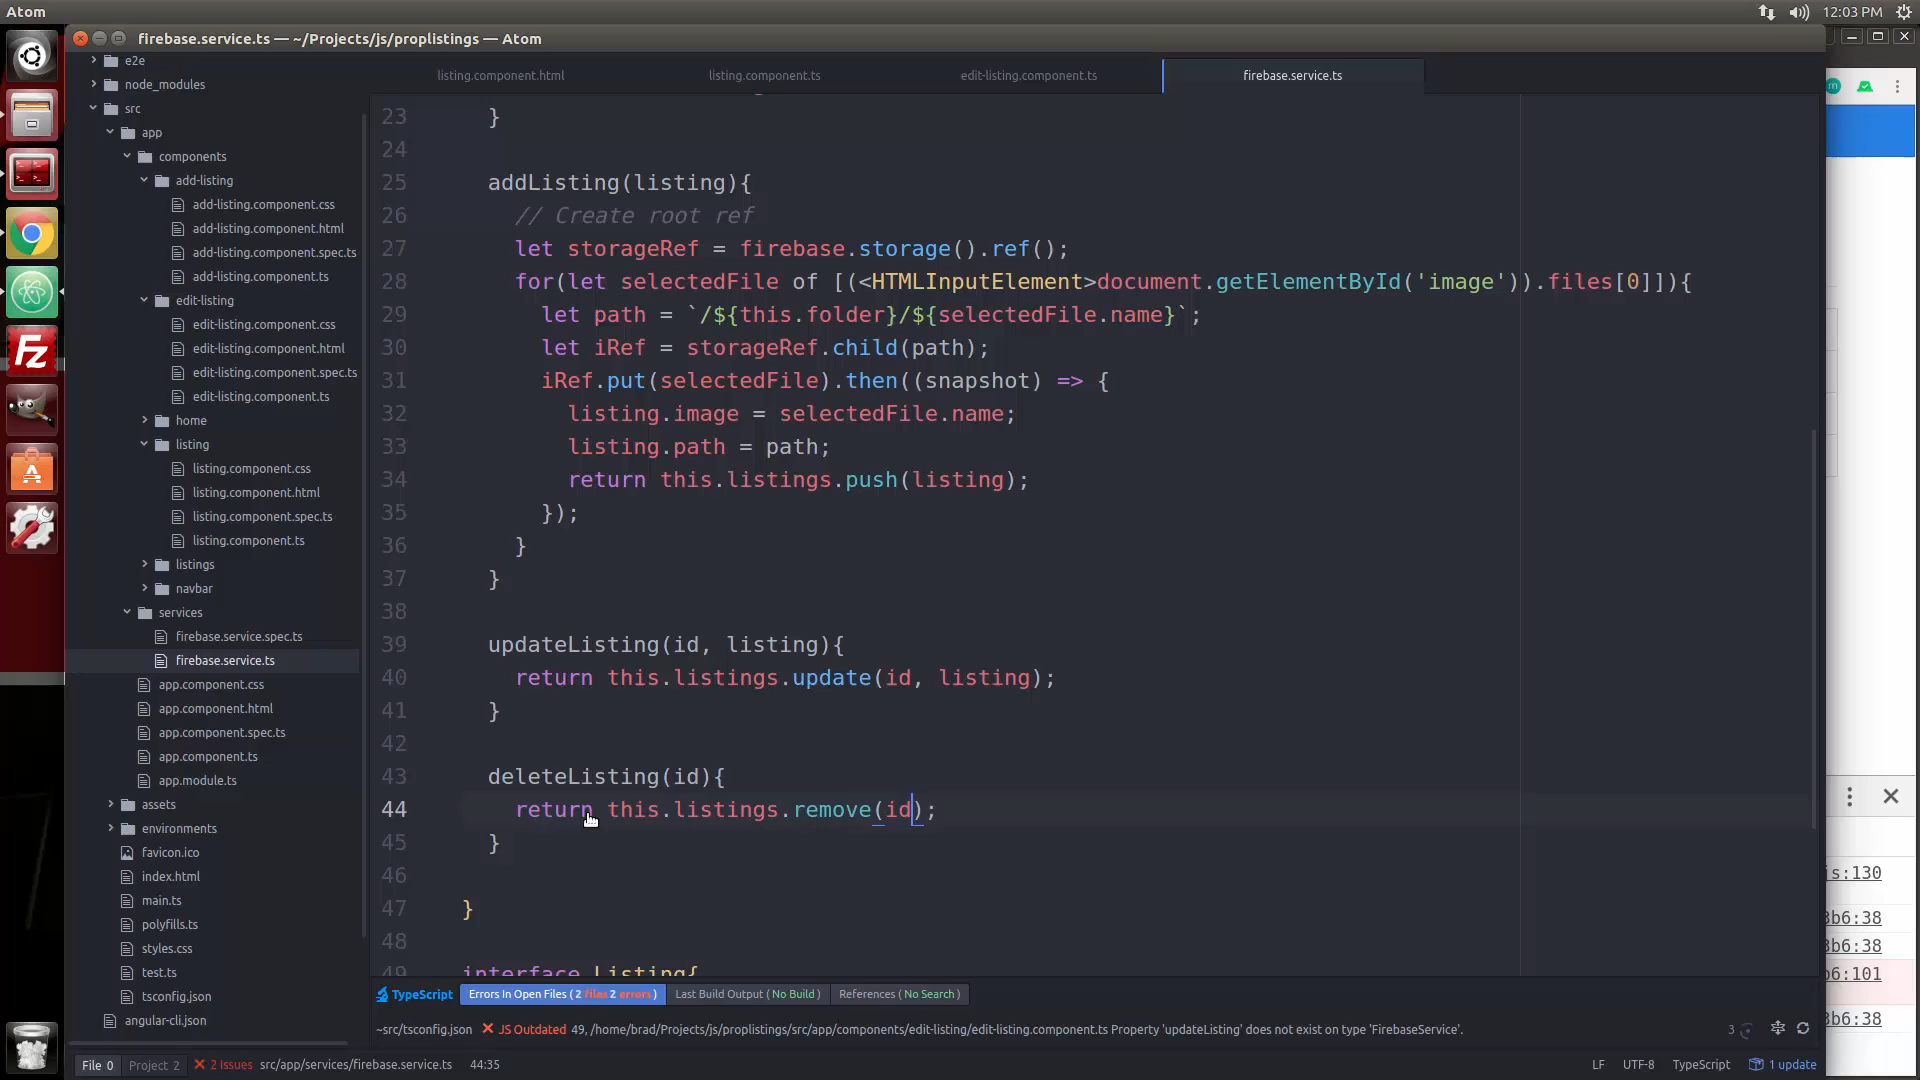 Atom
12:03 PM
firebase.service.ts — ~/Projects/js/proplistings — Atom
e2e
node_modules
src
app
components
add-listing
add-listing.component.css
add-listing.component.html
add-listing.component.spec.ts
add-listing.component.ts
edit-listing
edit-listing.component.css
edit-listing.component.html
edit-listing.component.spec.ts
edit-listing.component.ts
home
listing
listing.component.css
listing.component.html
listing.component.spec.ts
listing.component.ts
listings
navbar
services
firebase.service.spec.ts
firebase.service.ts
app.component.css
app.component.html
app.component.spec.ts
app.component.ts
app.module.ts
assets
environments
favicon.ico
index.html
main.ts
polyfills.ts
styles.css
test.ts
tsconfig.json
angular-cli.json
listing.component.html listing.component.ts edit-listing.component.ts firebase.service.ts
23 }
24
25 addListing(listing){
26 // Create root ref
27 let storageRef = firebase.storage().ref();
28 for(let selectedFile of [(<HTMLInputElement>document.getElementById('image')).files[0]]){
29 let path = `/${this.folder}/${selectedFile.name}`;
30 let iRef = storageRef.child(path);
31 iRef.put(selectedFile).then((snapshot) => {
32 listing.image = selectedFile.name;
33 listing.path = path;
34 return this.listings.push(listing);
35 });
36 }
37 }
38
39 updateListing(id, listing){
40 return this.listings.update(id, listing);
41 }
42
43 deleteListing(id){
44 return this.listings.remove(id);
45 }
46
47 }
48
49 interface Listing{
TypeScript Errors In Open Files ( 2 files 2 errors ) Last Build Output ( No Build ) References ( No Search )
~src/tsconfig.json JS Outdated 49, /home/brad/Projects/js/proplistings/src/app/components/edit-listing/edit-listing.component.ts Property 'updateListing' does not exist on type 'FirebaseService'. 3
File 0 Project 2 2 Issues src/app/services/firebase.service.ts 44:35 LF UTF-8 TypeScript 1 update
m
s:130
b6:38
b6:38
6:101
b6:38